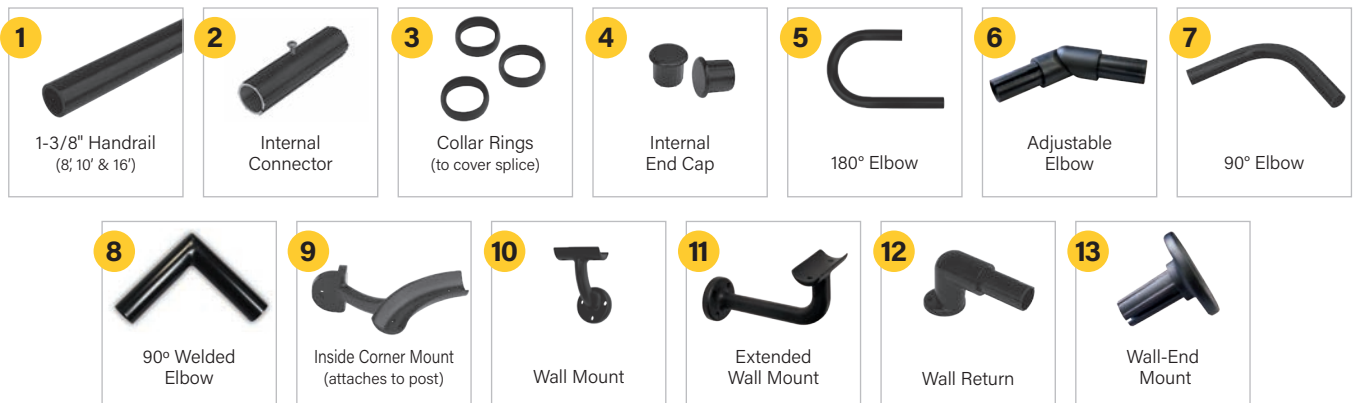 1
1-3/8" Handrail
(8', 10' & 16')
2
Internal
Connector
3
Collar Rings
(to cover splice)
4
Internal
End Cap
5
180° Elbow
6
Adjustable
Elbow
7
90° Elbow
8
90º Welded
Elbow
9
Inside Corner Mount
(attaches to post)
10
Wall Mount
11
Extended
Wall Mount
12
Wall Return
13
Wall-End
Mount